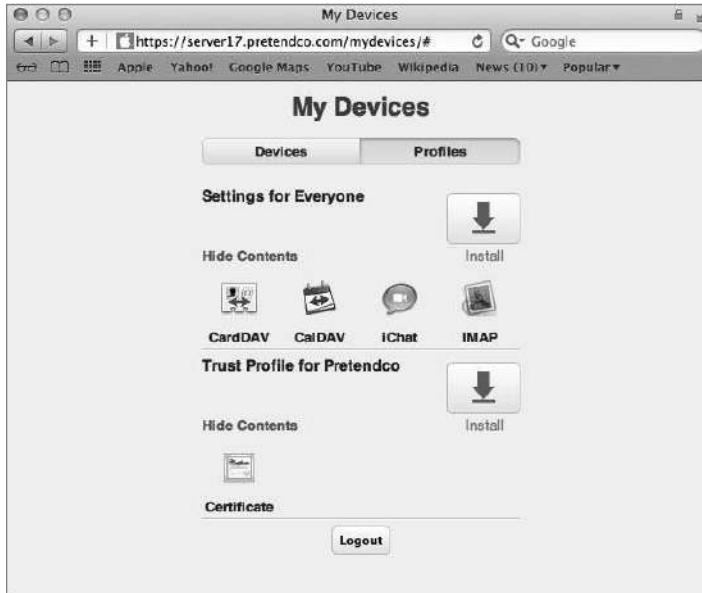 My Devices
https://server17.pretendco.com/mydevices/#
Google
Apple Yahoo! Google Maps YouTube Wikipedia News (10)▾ Popular▾
My Devices
Devices Profiles
Settings for Everyone
Hide Contents Install
CardDAV CalDAV iChat IMAP
Trust Profile for Pretendco
Hide Contents Install
Certificate
Logout